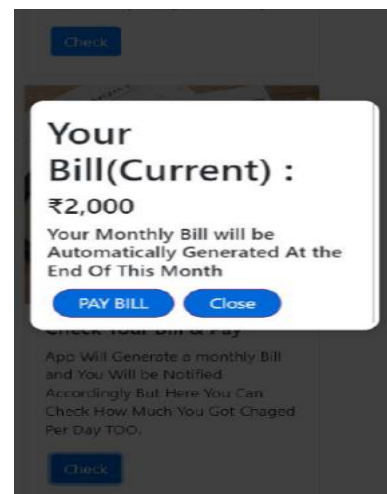 Check
Your
Bill(Current) :
₹2,000
Your Monthly Bill will be
Automatically Generated At the
End Of This Month
PAY BILL Close
Check Your Bill & Pay
App Will Generate a monthly Bill
and You Will be Notified
Accordingly But Here You Can
Check How Much You Got Chaged
Per Day TOO.
Check